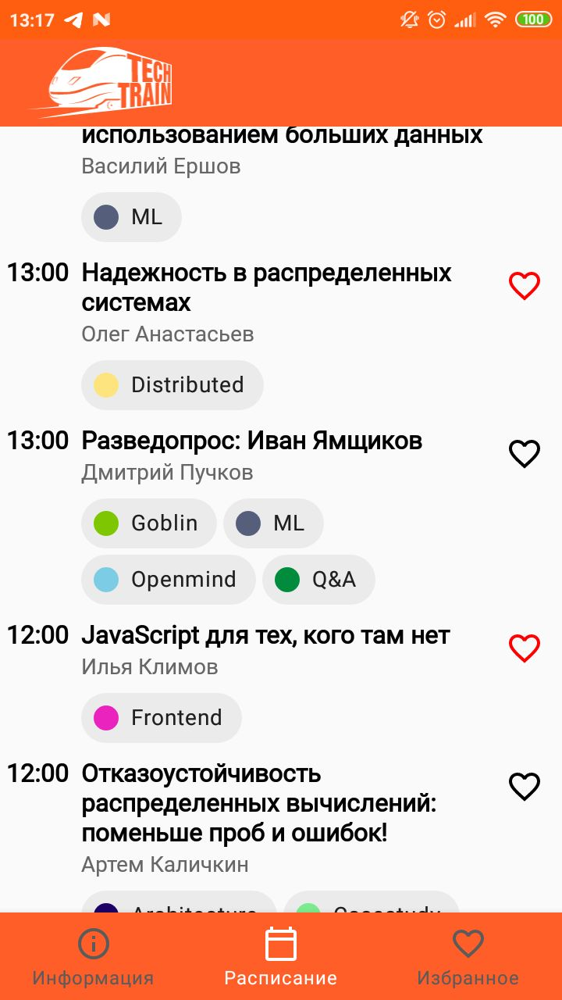 13:17
100
TECH
TRAIN
использованием больших данных
Василий Ершов
ML
13:00 Надежность в распределенных
системах
Олег Анастасьев
Distributed
13:00 Разведопрос: Иван Ямщиков
Дмитрий Пучков
Goblin ML
Openmind Q&A
12:00 JavaScript для тех, кого там нет
Илья Климов
Frontend
12:00 Отказоустойчивость
распределенных вычислений:
поменьше проб и ошибок!
Артем Каличкин
Architecture Casestudy
Информация Расписание Избранное